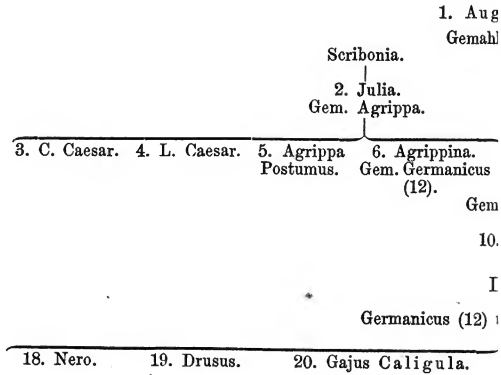 1. Aug
Gemahl
Scribonia.
2. Julia.
Gem. Agrippa.
3. C. Caesar. 4. L. Caesar. 5. Agrippa 6. Agrippina.
Postumus. Gem. Germanicus
(12).
Gem
10.
I
Germanicus (12)
18. Nero. 19. Drusus. 20. Gajus Caligula.